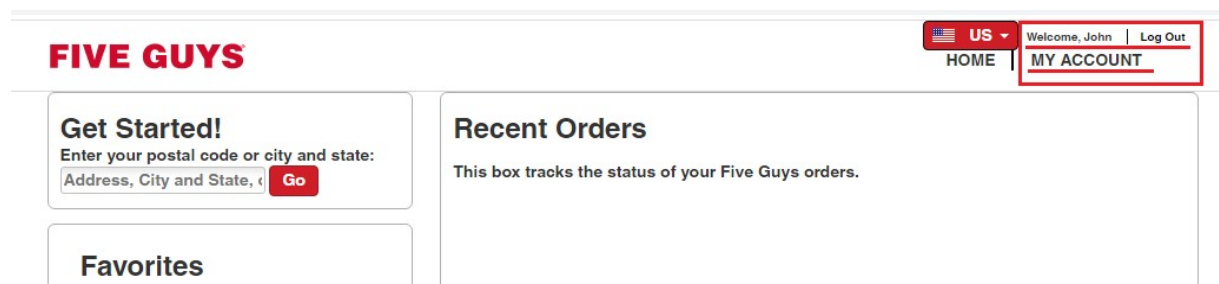 FIVE GUYS
US
Welcome, John | Log Out
HOME | MY ACCOUNT
Get Started!
Enter your postal code or city and state:
Address, City and State, Go
Favorites
Recent Orders
This box tracks the status of your Five Guys orders.